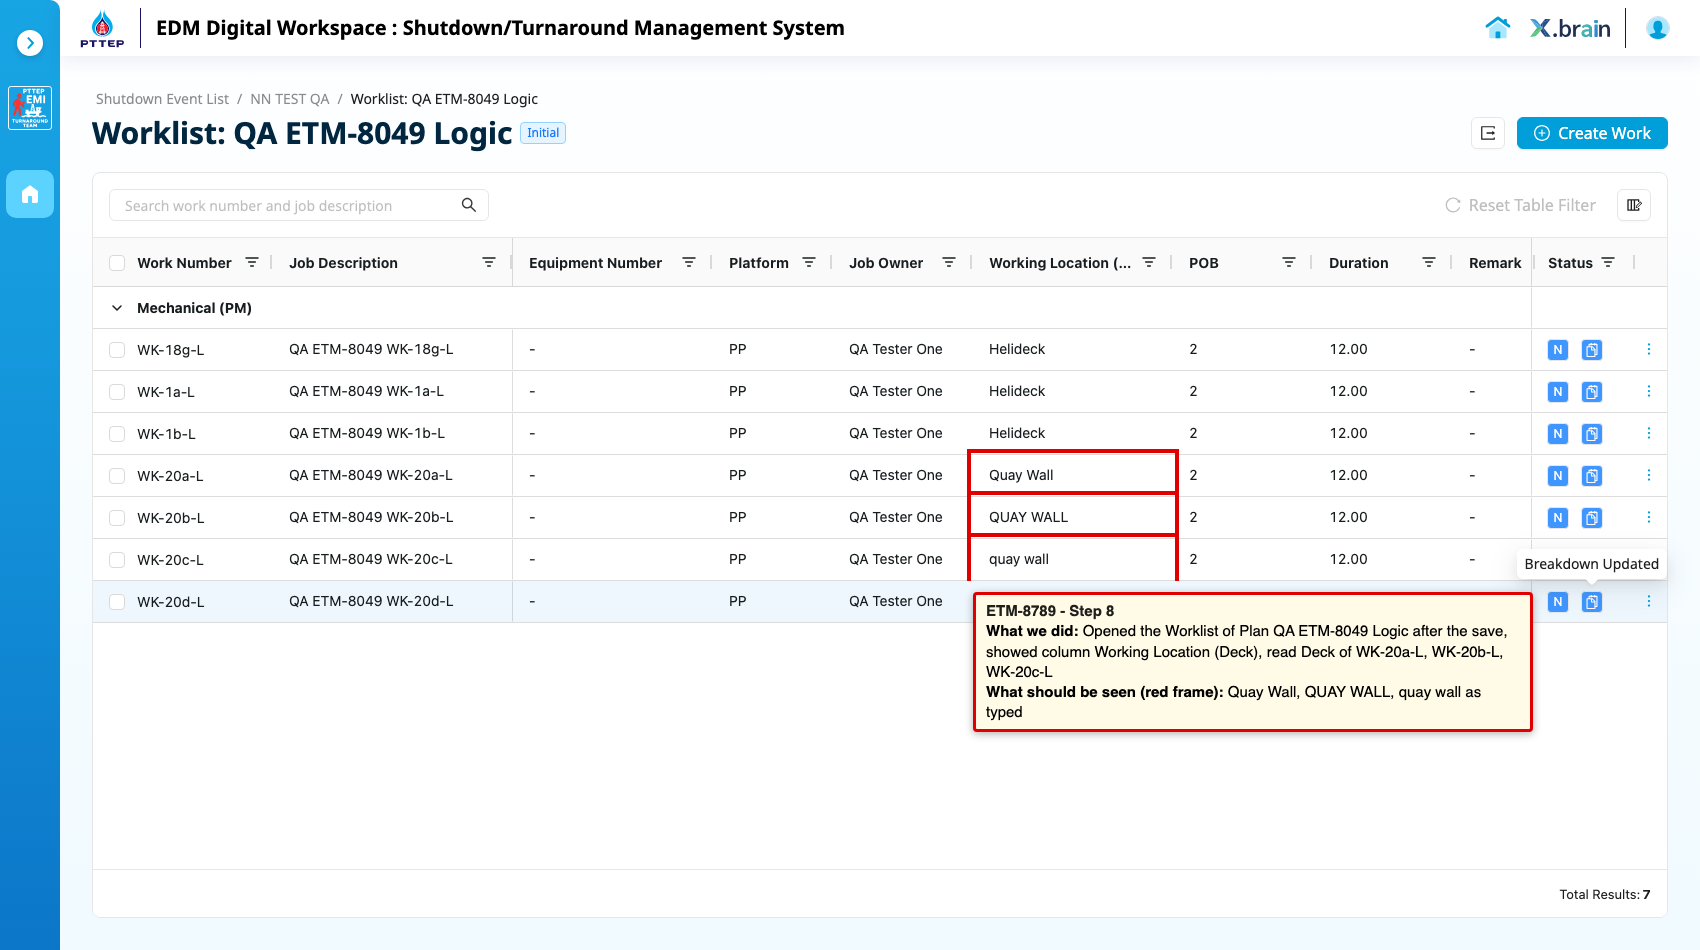 PTTEP
EDM Digital Workspace : Shutdown/Turnaround Management System
X.brain
PTTEP
EMI
TURNAROUND
TEAM
Shutdown Event List / NN TEST QA / Worklist: QA ETM-8049 Logic
Worklist: QA ETM-8049 Logic Initial
Create Work
Search work number and job description
Reset Table Filter
Work Number Job Description Equipment Number Platform Job Owner Working Location (... POB Duration Remark Status
Mechanical (PM)
WK-18g-L QA ETM-8049 WK-18g-L - PP QA Tester One Helideck 2 12.00 - N
WK-1a-L QA ETM-8049 WK-1a-L - PP QA Tester One Helideck 2 12.00 - N
WK-1b-L QA ETM-8049 WK-1b-L - PP QA Tester One Helideck 2 12.00 - N
WK-20a-L QA ETM-8049 WK-20a-L - PP QA Tester One Quay Wall 2 12.00 - N
WK-20b-L QA ETM-8049 WK-20b-L - PP QA Tester One QUAY WALL 2 12.00 - N
WK-20c-L QA ETM-8049 WK-20c-L - PP QA Tester One quay wall 2 12.00 -
Breakdown Updated
WK-20d-L QA ETM-8049 WK-20d-L - PP QA Tester One N
ETM-8789 - Step 8
What we did: Opened the Worklist of Plan QA ETM-8049 Logic after the save,
showed column Working Location (Deck), read Deck of WK-20a-L, WK-20b-L,
WK-20c-L
What should be seen (red frame): Quay Wall, QUAY WALL, quay wall as
typed
Total Results: 7